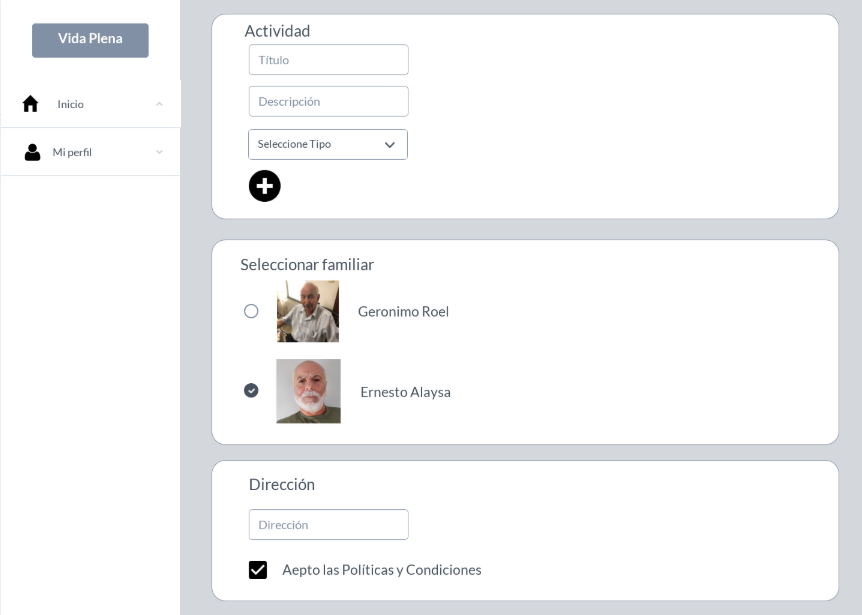 Vida Plena
Inicio
Mi perfil
Actividad
Título
Descripción
Seleccione Tipo
Seleccionar familiar
Geronimo Roel
Ernesto Alaysa
Dirección
Dirección
Aepto las Políticas y Condiciones